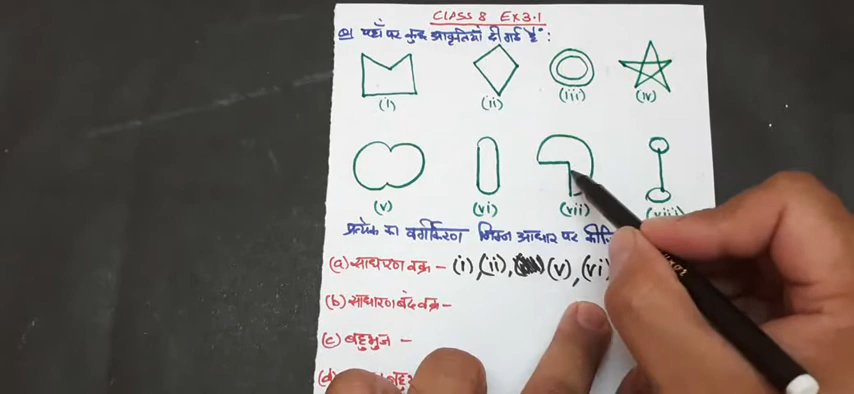 CLASS 8 EX 3.1
यहाँ पर कुछ आकृतियाँ दी गई हैं :
(i) (ii) (iii) (iv)
(v) (vi) (vii) (viii)
प्रत्येक का वर्गीकरण निम्न आधार पर
(a) साधारण वक्र - (i), (ii), (v), (vi)
(b) साधारण बंद वक्र -
(c) बहुभुज -